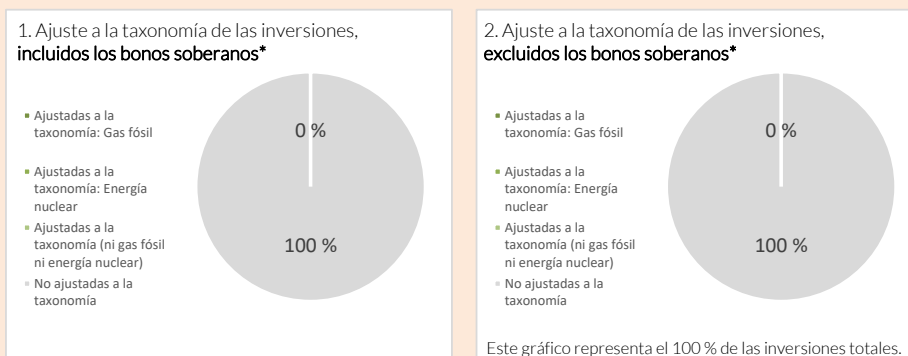 1. Ajuste a la taxonomía de las inversiones,
incluidos los bonos soberanos*
Ajustadas a la
taxonomía: Gas fósil
Ajustadas a la
taxonomía: Energía
nuclear
Ajustadas a la
taxonomía (ni gas fósil
ni energía nuclear)
No ajustadas a la
taxonomía
0 %
100 %
2. Ajuste a la taxonomía de las inversiones,
excluidos los bonos soberanos*
Ajustadas a la
taxonomía: Gas fósil
Ajustadas a la
taxonomía: Energía
nuclear
Ajustadas a la
taxonomía (ni gas fósil
ni energía nuclear)
No ajustadas a la
taxonomía
0 %
100 %
Este gráfico representa el 100 % de las inversiones totales.